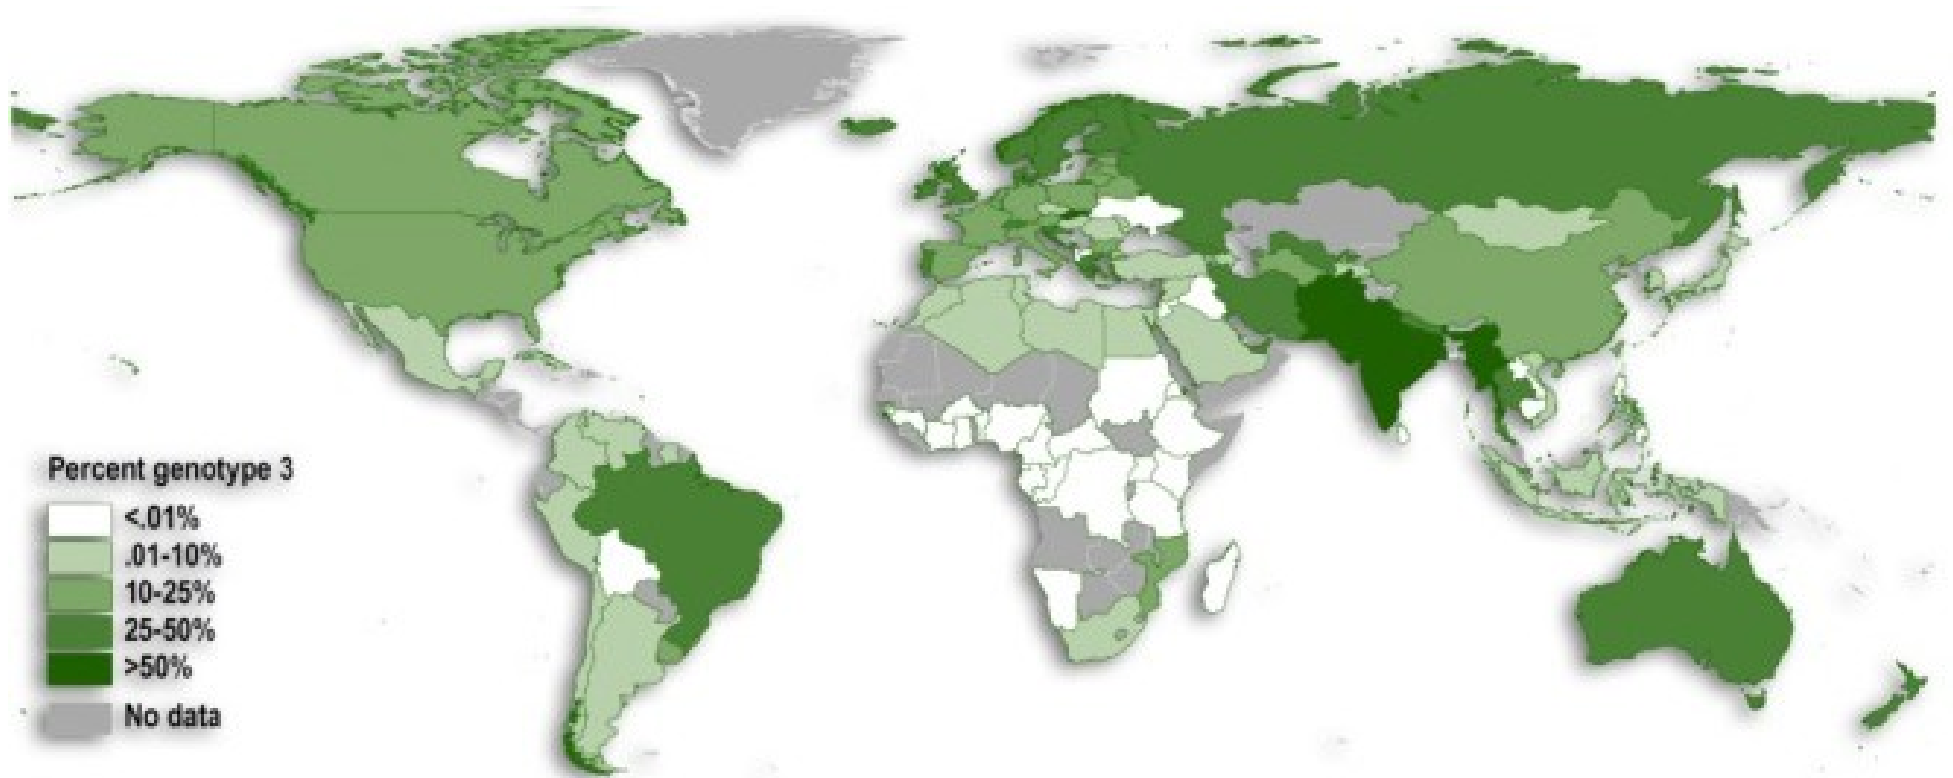 Percent genotype 3
<.01%
.01-10%
10-25%
25-50%
>50%
No data